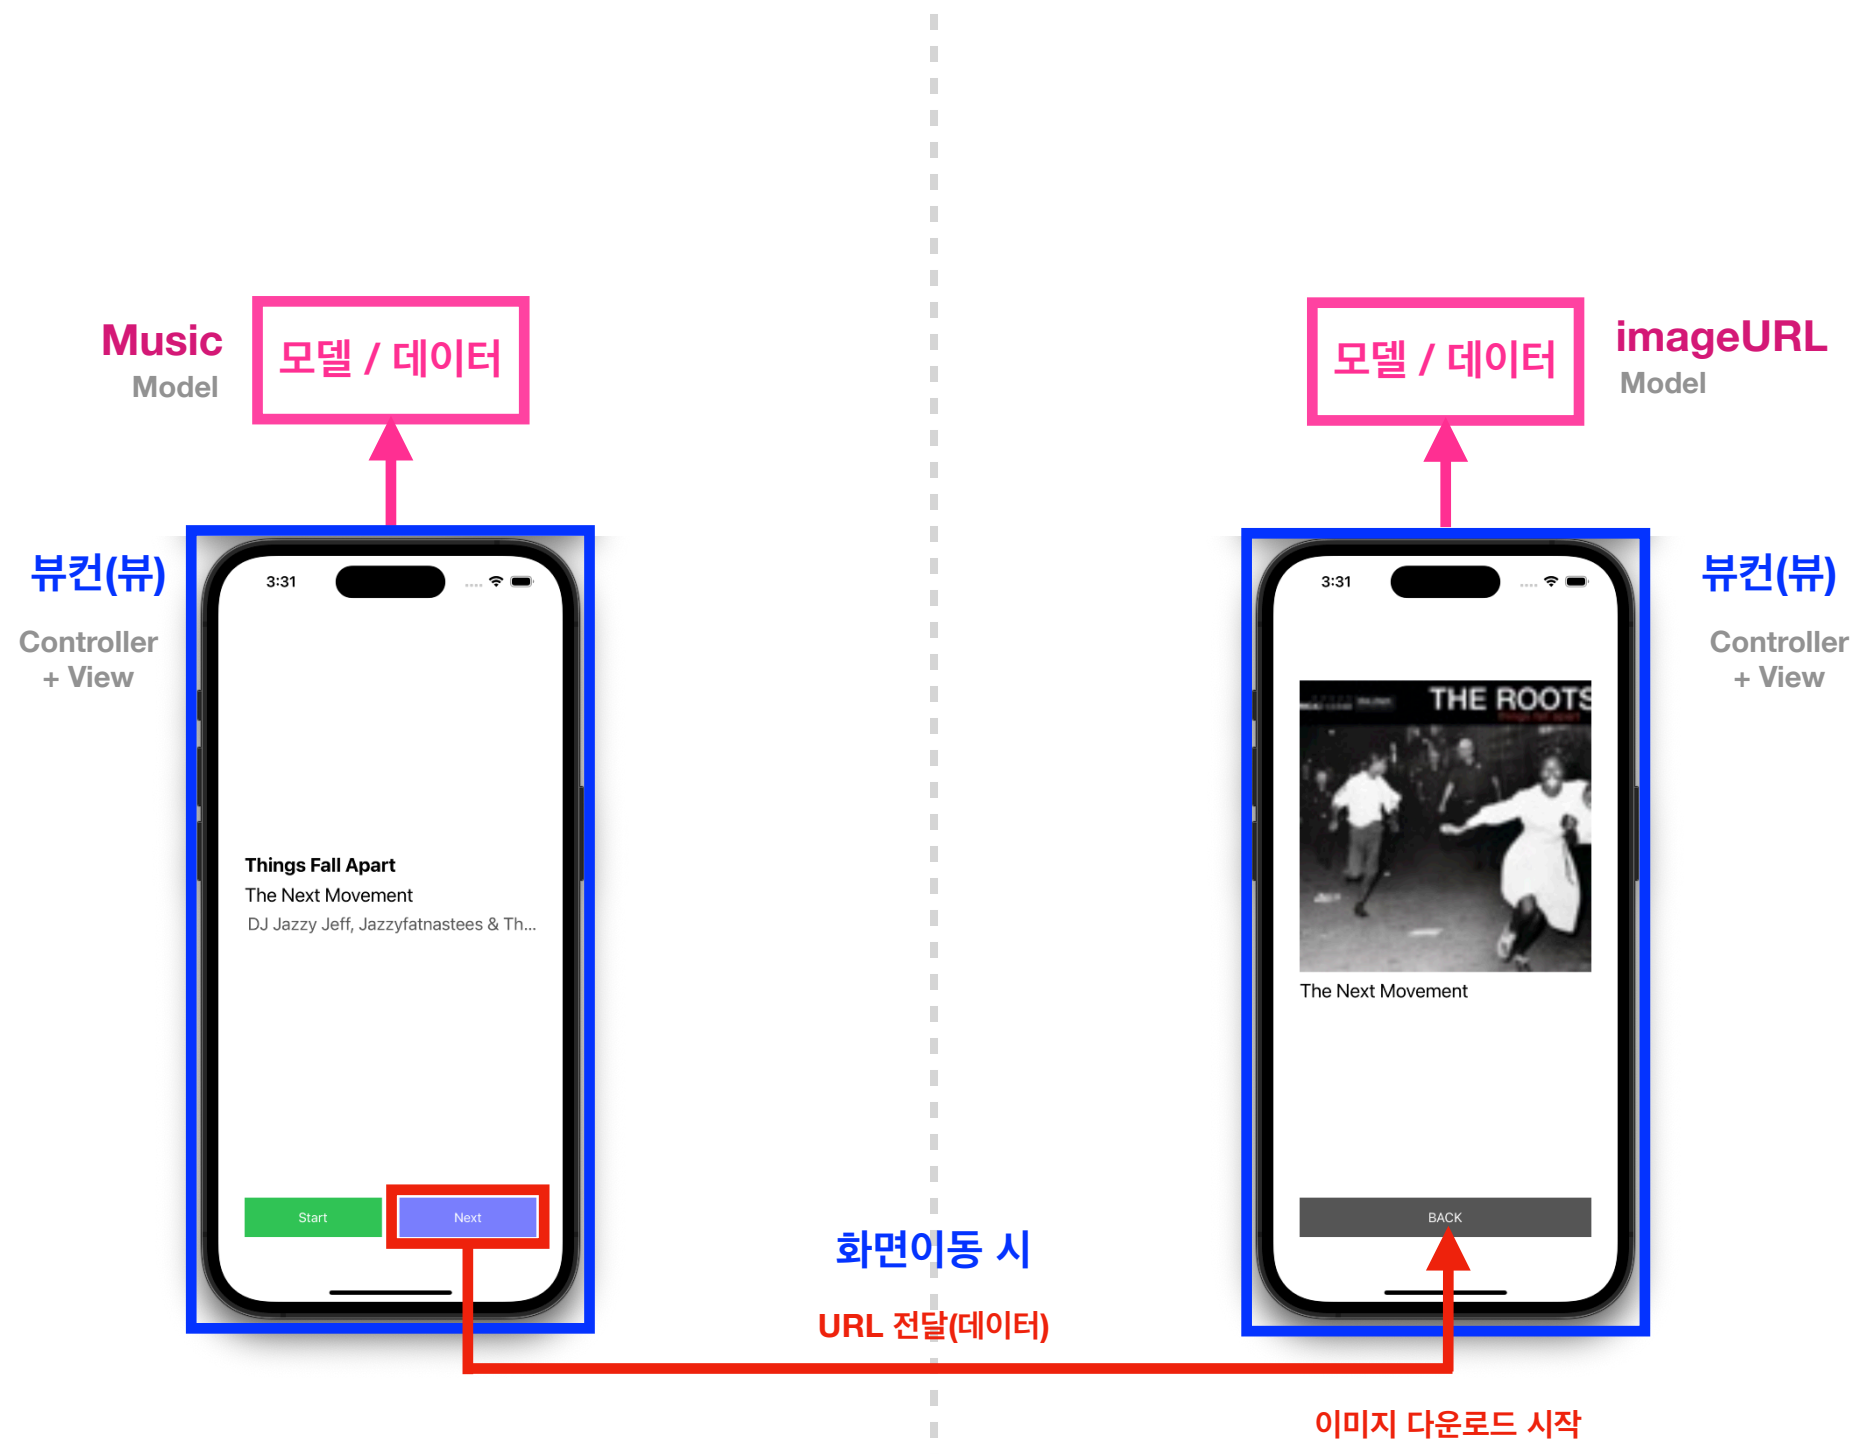 Music
Model
모델 / 데이터
imageURL
Model
모델 / 데이터
뷰컨(뷰)
Controller
+ View
3:31
Things Fall Apart
The Next Movement
DJ Jazzy Jeff, Jazzyfatnastees & Th...
Start
Next
화면이동 시
URL 전달(데이터)
뷰컨(뷰)
Controller
+ View
3:31
THE ROOTS
things fall apart
The Next Movement
BACK
이미지 다운로드 시작